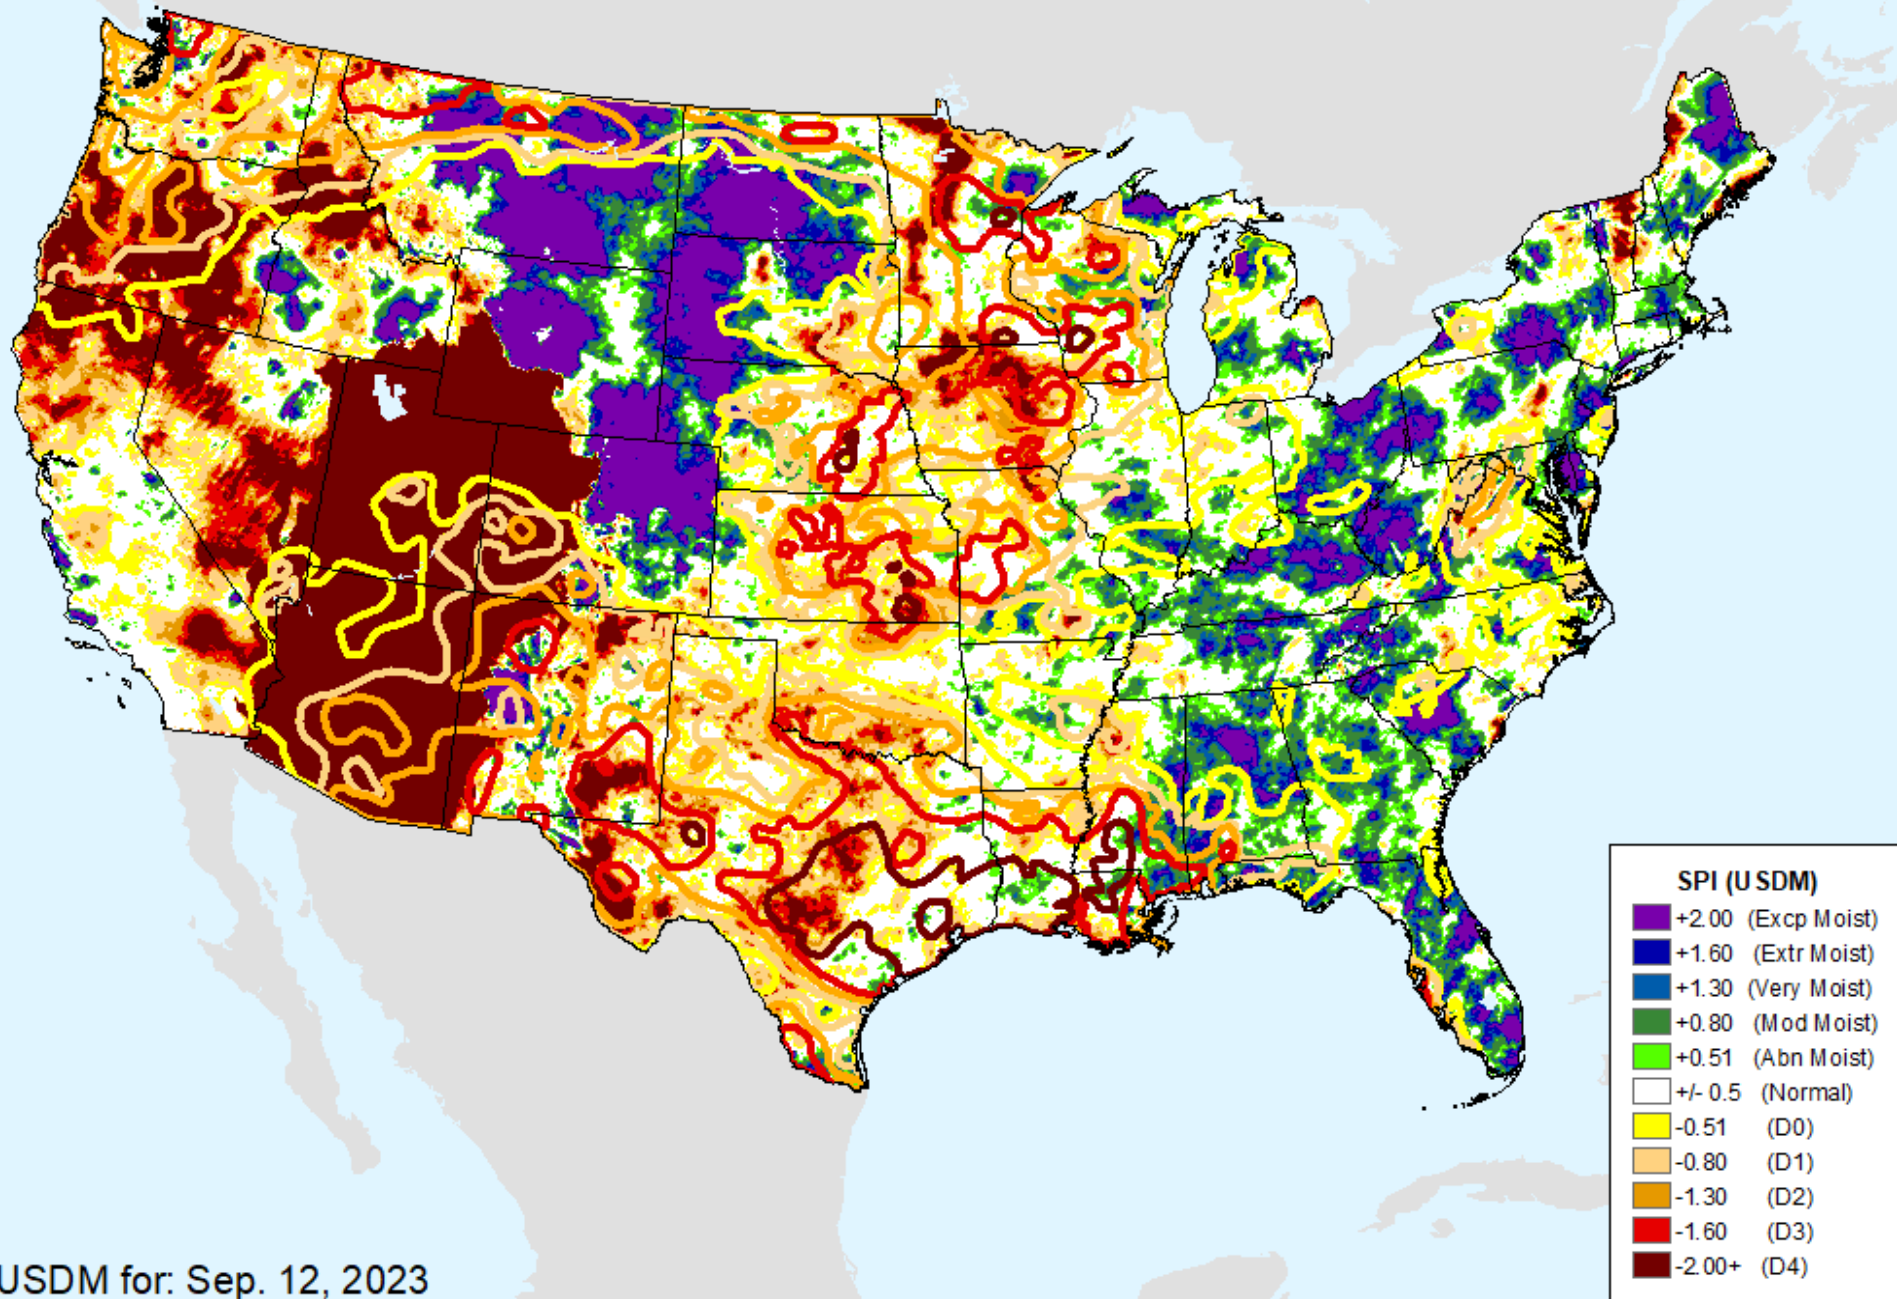 SPI (USDM)
+2.00 (Excp Moist)
+1.60 (Extr Moist)
+1.30 (Very Moist)
+0.80 (Mod Moist)
+0.51 (Abn Moist)
+/- 0.5 (Normal)
-0.51 (D0)
-0.80 (D1)
-1.30 (D2)
-1.60 (D3)
-2.00+ (D4)
USDM for: Sep. 12, 2023